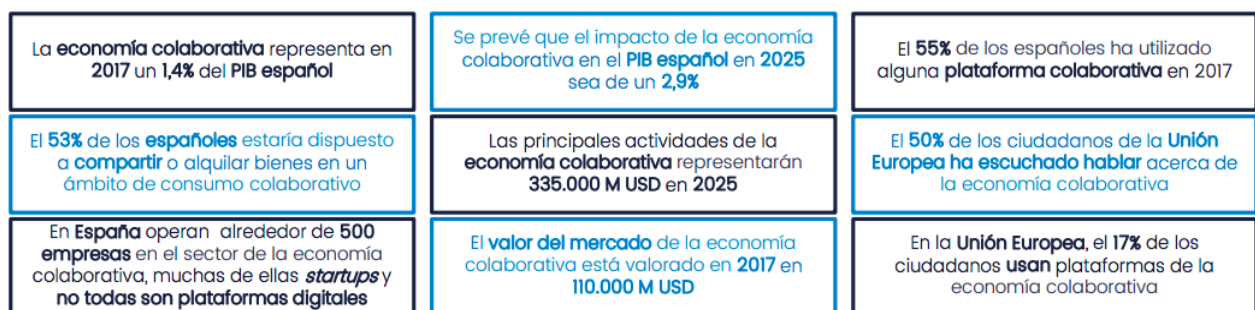 La economía colaborativa representa en
2017 un 1,4% del PIB español
Se prevé que el impacto de la economía
colaborativa en el PIB español en 2025
sea de un 2,9%
El 55% de los españoles ha utilizado
alguna plataforma colaborativa en 2017
El 53% de los españoles estaría dispuesto
a compartir o alquilar bienes en un
ámbito de consumo colaborativo
Las principales actividades de la
economía colaborativa representarán
335.000 M USD en 2025
El 50% de los ciudadanos de la Unión
Europea ha escuchado hablar acerca de
la economía colaborativa
En España operan alrededor de 500
empresas en el sector de la economía
colaborativa, muchas de ellas startups y
no todas son plataformas digitales
El valor del mercado de la economía
colaborativa está valorado en 2017 en
110.000 M USD
En la Unión Europea, el 17% de los
ciudadanos usan plataformas de la
economía colaborativa